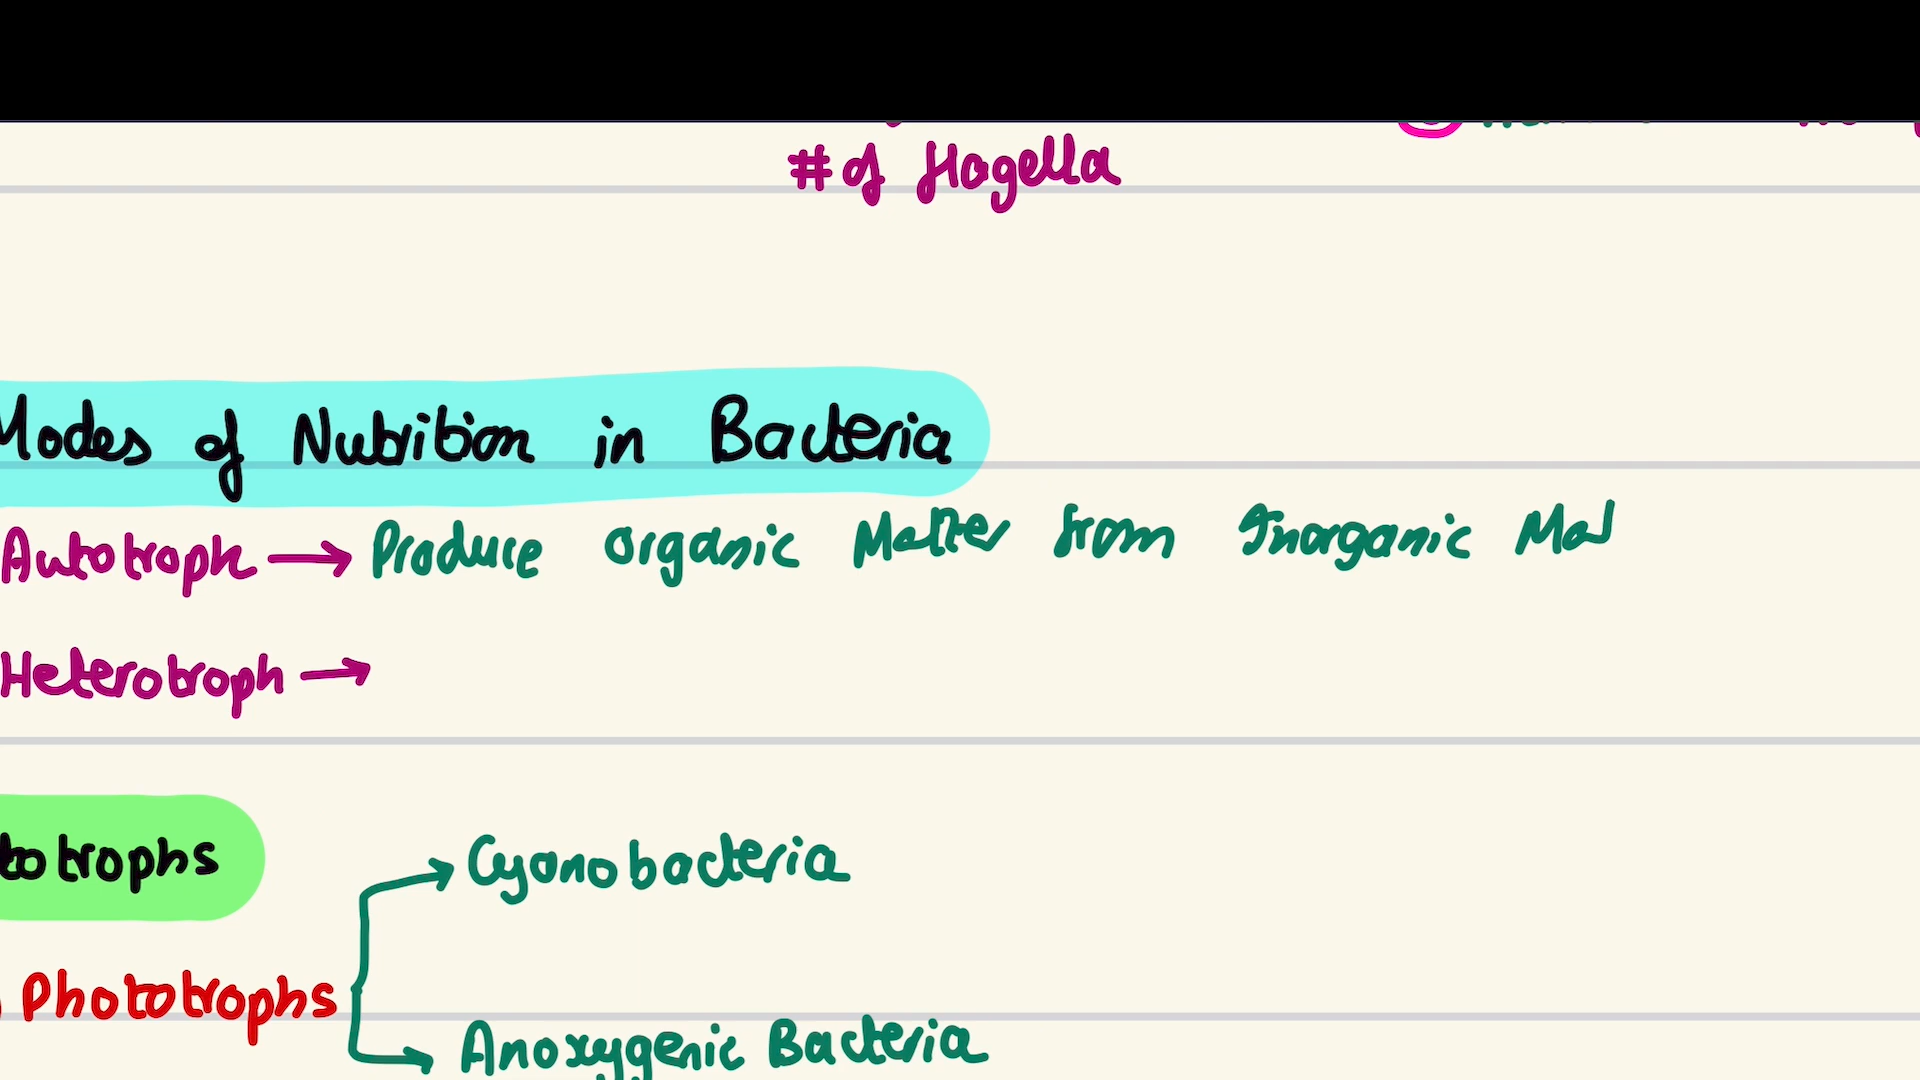 # of flagella
Modes of Nutrition in Bacteria
Autotroph → Produce organic Matter from Inorganic Mat
Heterotroph →
totrophs
Cyanobacteria
Phototrophs
Anoxygenic Bacteria